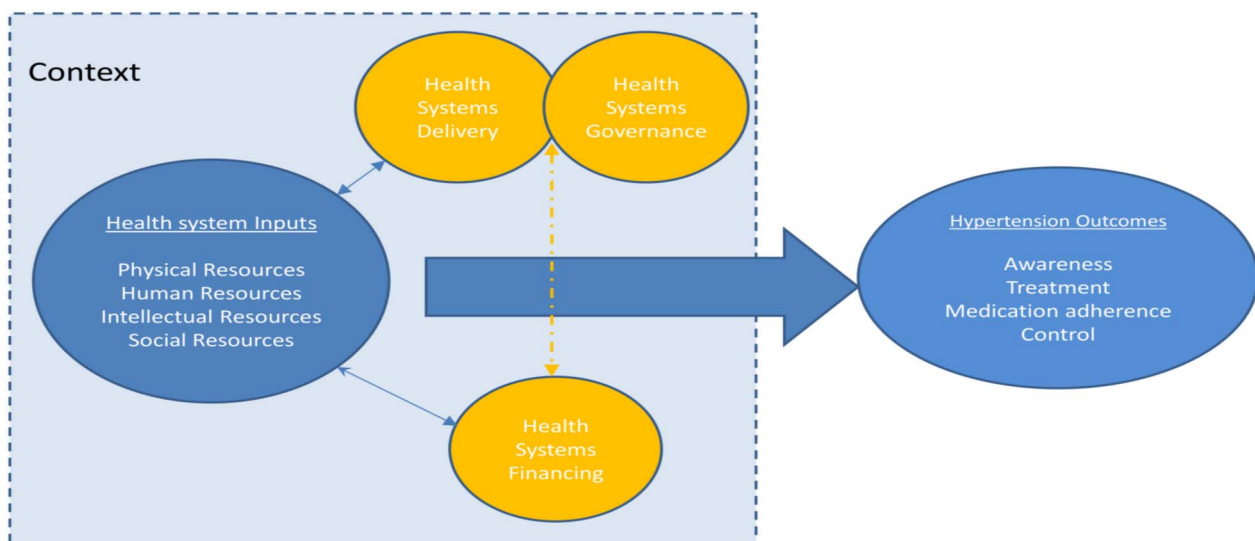 Context
Health
Systems
Delivery
Health
Systems
Governance
Health system Inputs
Physical Resources
Human Resources
Intellectual Resources
Social Resources
Hypertension Outcomes
Awareness
Treatment
Medication adherence
Control
Health
Systems
Financing